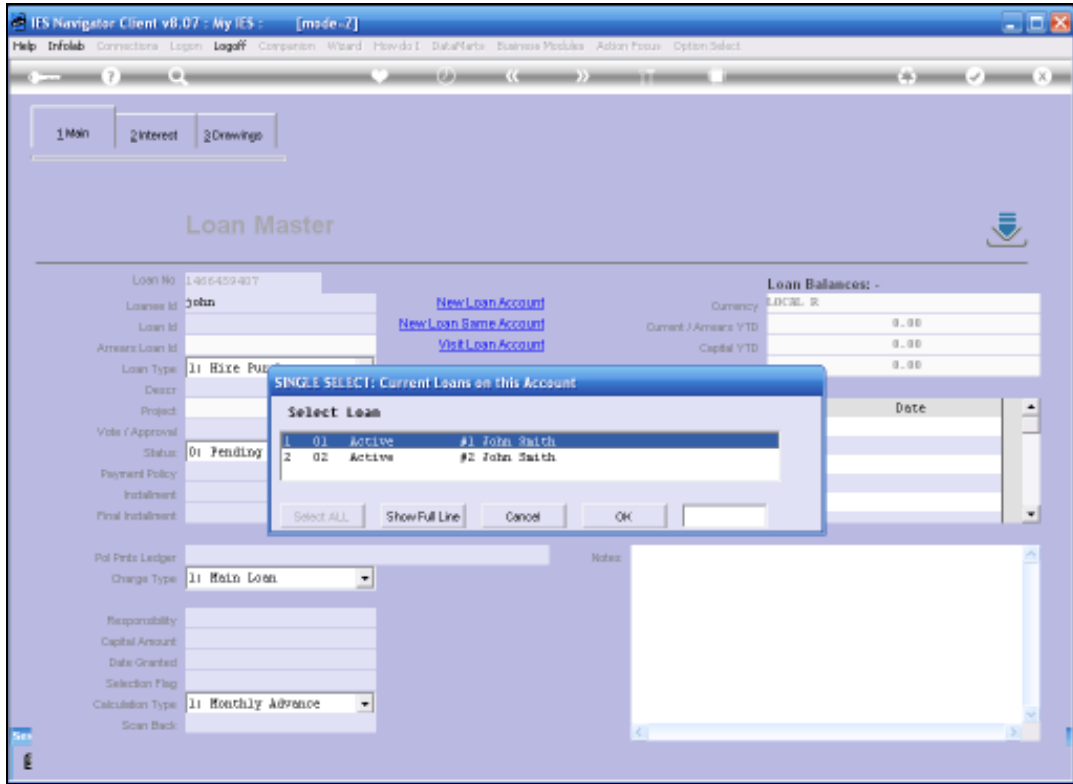 IES Navigator Client v8.07 : My IES : [mode=Z]
Help Infolab Connections Logon Logoff Companion Wizard How do I DataMarts Business Modules Action Focus Option Select
1 Main 2 Interest 3 Drawings
Loan Master
Loan No 1466459407
Loan Balances: -
Loanee Id john
New Loan Account
Currency LOCAL R
Loan Id
New Loan Same Account
Current / Arrears YTD 0.00
Arrears Loan Id
Visit Loan Account
Capital YTD 0.00
Loan Type 1: Hire Pur
0.00
SINGLE SELECT: Current Loans on this Account
Descr
Project
Select Loan
Date
Vote / Approval
1 01 Active #1 John Smith
Status 0: Pending
2 02 Active #2 John Smith
Payment Policy
Instalment
Final Instalment
Select ALL Show Full Line Cancel OK
Pol Pmts Ledger
Notes
Charge Type 1: Main Loan
Responsibility
Capital Amount
Date Granted
Selection Flag
Calculation Type 1: Monthly Advance
Scan Back